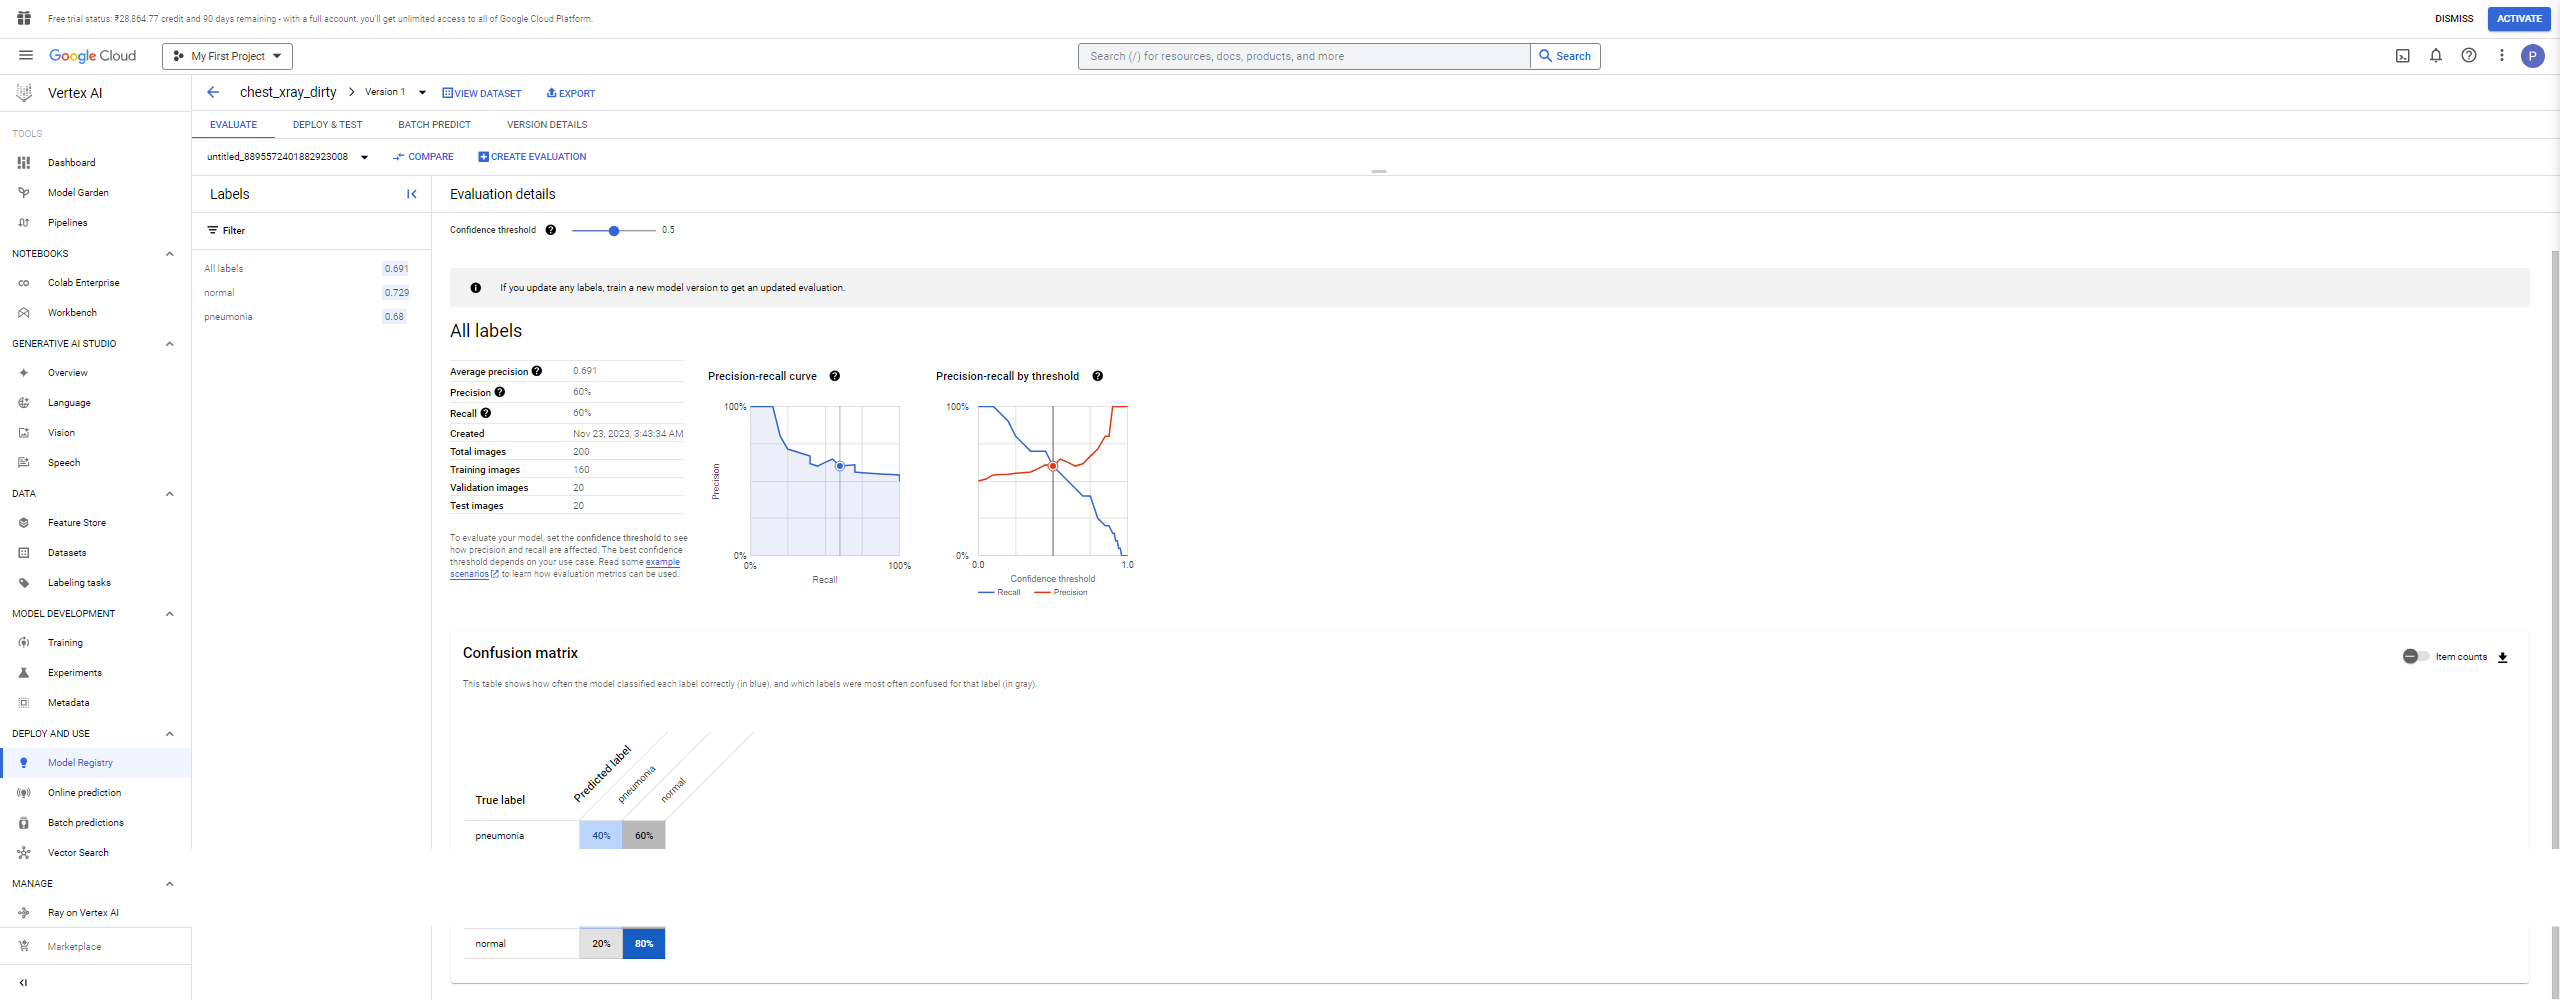 Free trial status: ₹28,864.77 credit and 90 days remaining - with a full account, you'll get unlimited access to all of Google Cloud Platform.
DISMISS
ACTIVATE
Google Cloud
My First Project
Search (/) for resources, docs, products, and more
Search
P
Vertex AI
chest_xray_dirty
Version 1
VIEW DATASET
EXPORT
TOOLS
Dashboard
Model Garden
Pipelines
NOTEBOOKS
Colab Enterprise
Workbench
GENERATIVE AI STUDIO
Overview
Language
Vision
Speech
DATA
Feature Store
Datasets
Labeling tasks
MODEL DEVELOPMENT
Training
Experiments
Metadata
DEPLOY AND USE
Model Registry
Online prediction
Batch predictions
Vector Search
MANAGE
Ray on Vertex AI
Marketplace
EVALUATE
DEPLOY & TEST
BATCH PREDICT
VERSION DETAILS
untitled_8895572401882923008
COMPARE
CREATE EVALUATION
Labels
Filter
All labels 0.691
normal 0.729
pneumonia 0.68
Evaluation details
Confidence threshold 0.5
If you update any labels, train a new model version to get an updated evaluation.
All labels
Average precision 0.691
Precision 60%
Recall 60%
Created Nov 23, 2023, 3:43:34 AM
Total images 200
Training images 160
Validation images 20
Test images 20
To evaluate your model, set the confidence threshold to see
how precision and recall are affected. The best confidence
threshold depends on your use case. Read some example
scenarios to learn how evaluation metrics can be used.
Precision-recall curve
100%
Precision
0%
0% 100%
Recall
Precision-recall by threshold
100%
0%
0.0 1.0
Confidence threshold
Recall Precision
Confusion matrix
Item counts
This table shows how often the model classified each label correctly (in blue), and which labels were most often confused for that label (in gray).
True label
Predicted label
pneumonia
normal
pneumonia 40% 60%
normal 20% 80%